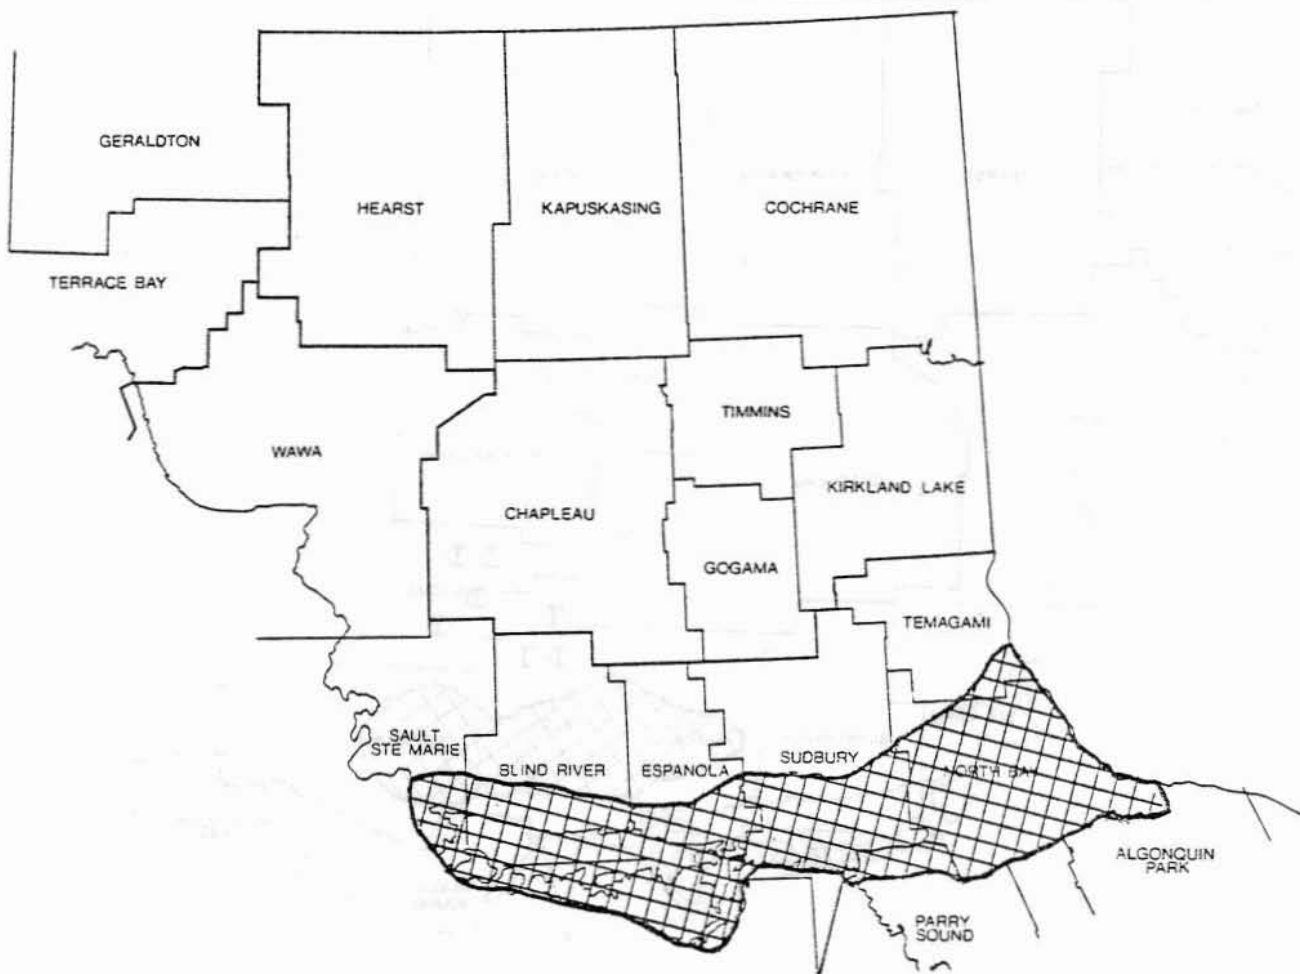 GERALDTON
HEARST
KAPUSKASING
COCHRANE
TERRACE BAY
TIMMINS
WAWA
KIRKLAND LAKE
CHAPLEAU
GOGAMA
TEMAGAMI
SAULT
STE MARIE
BLIND RIVER
ESPANOLA
SUDBURY
NORTH BAY
ALGONQUIN
PARK
PARRY
SOUND